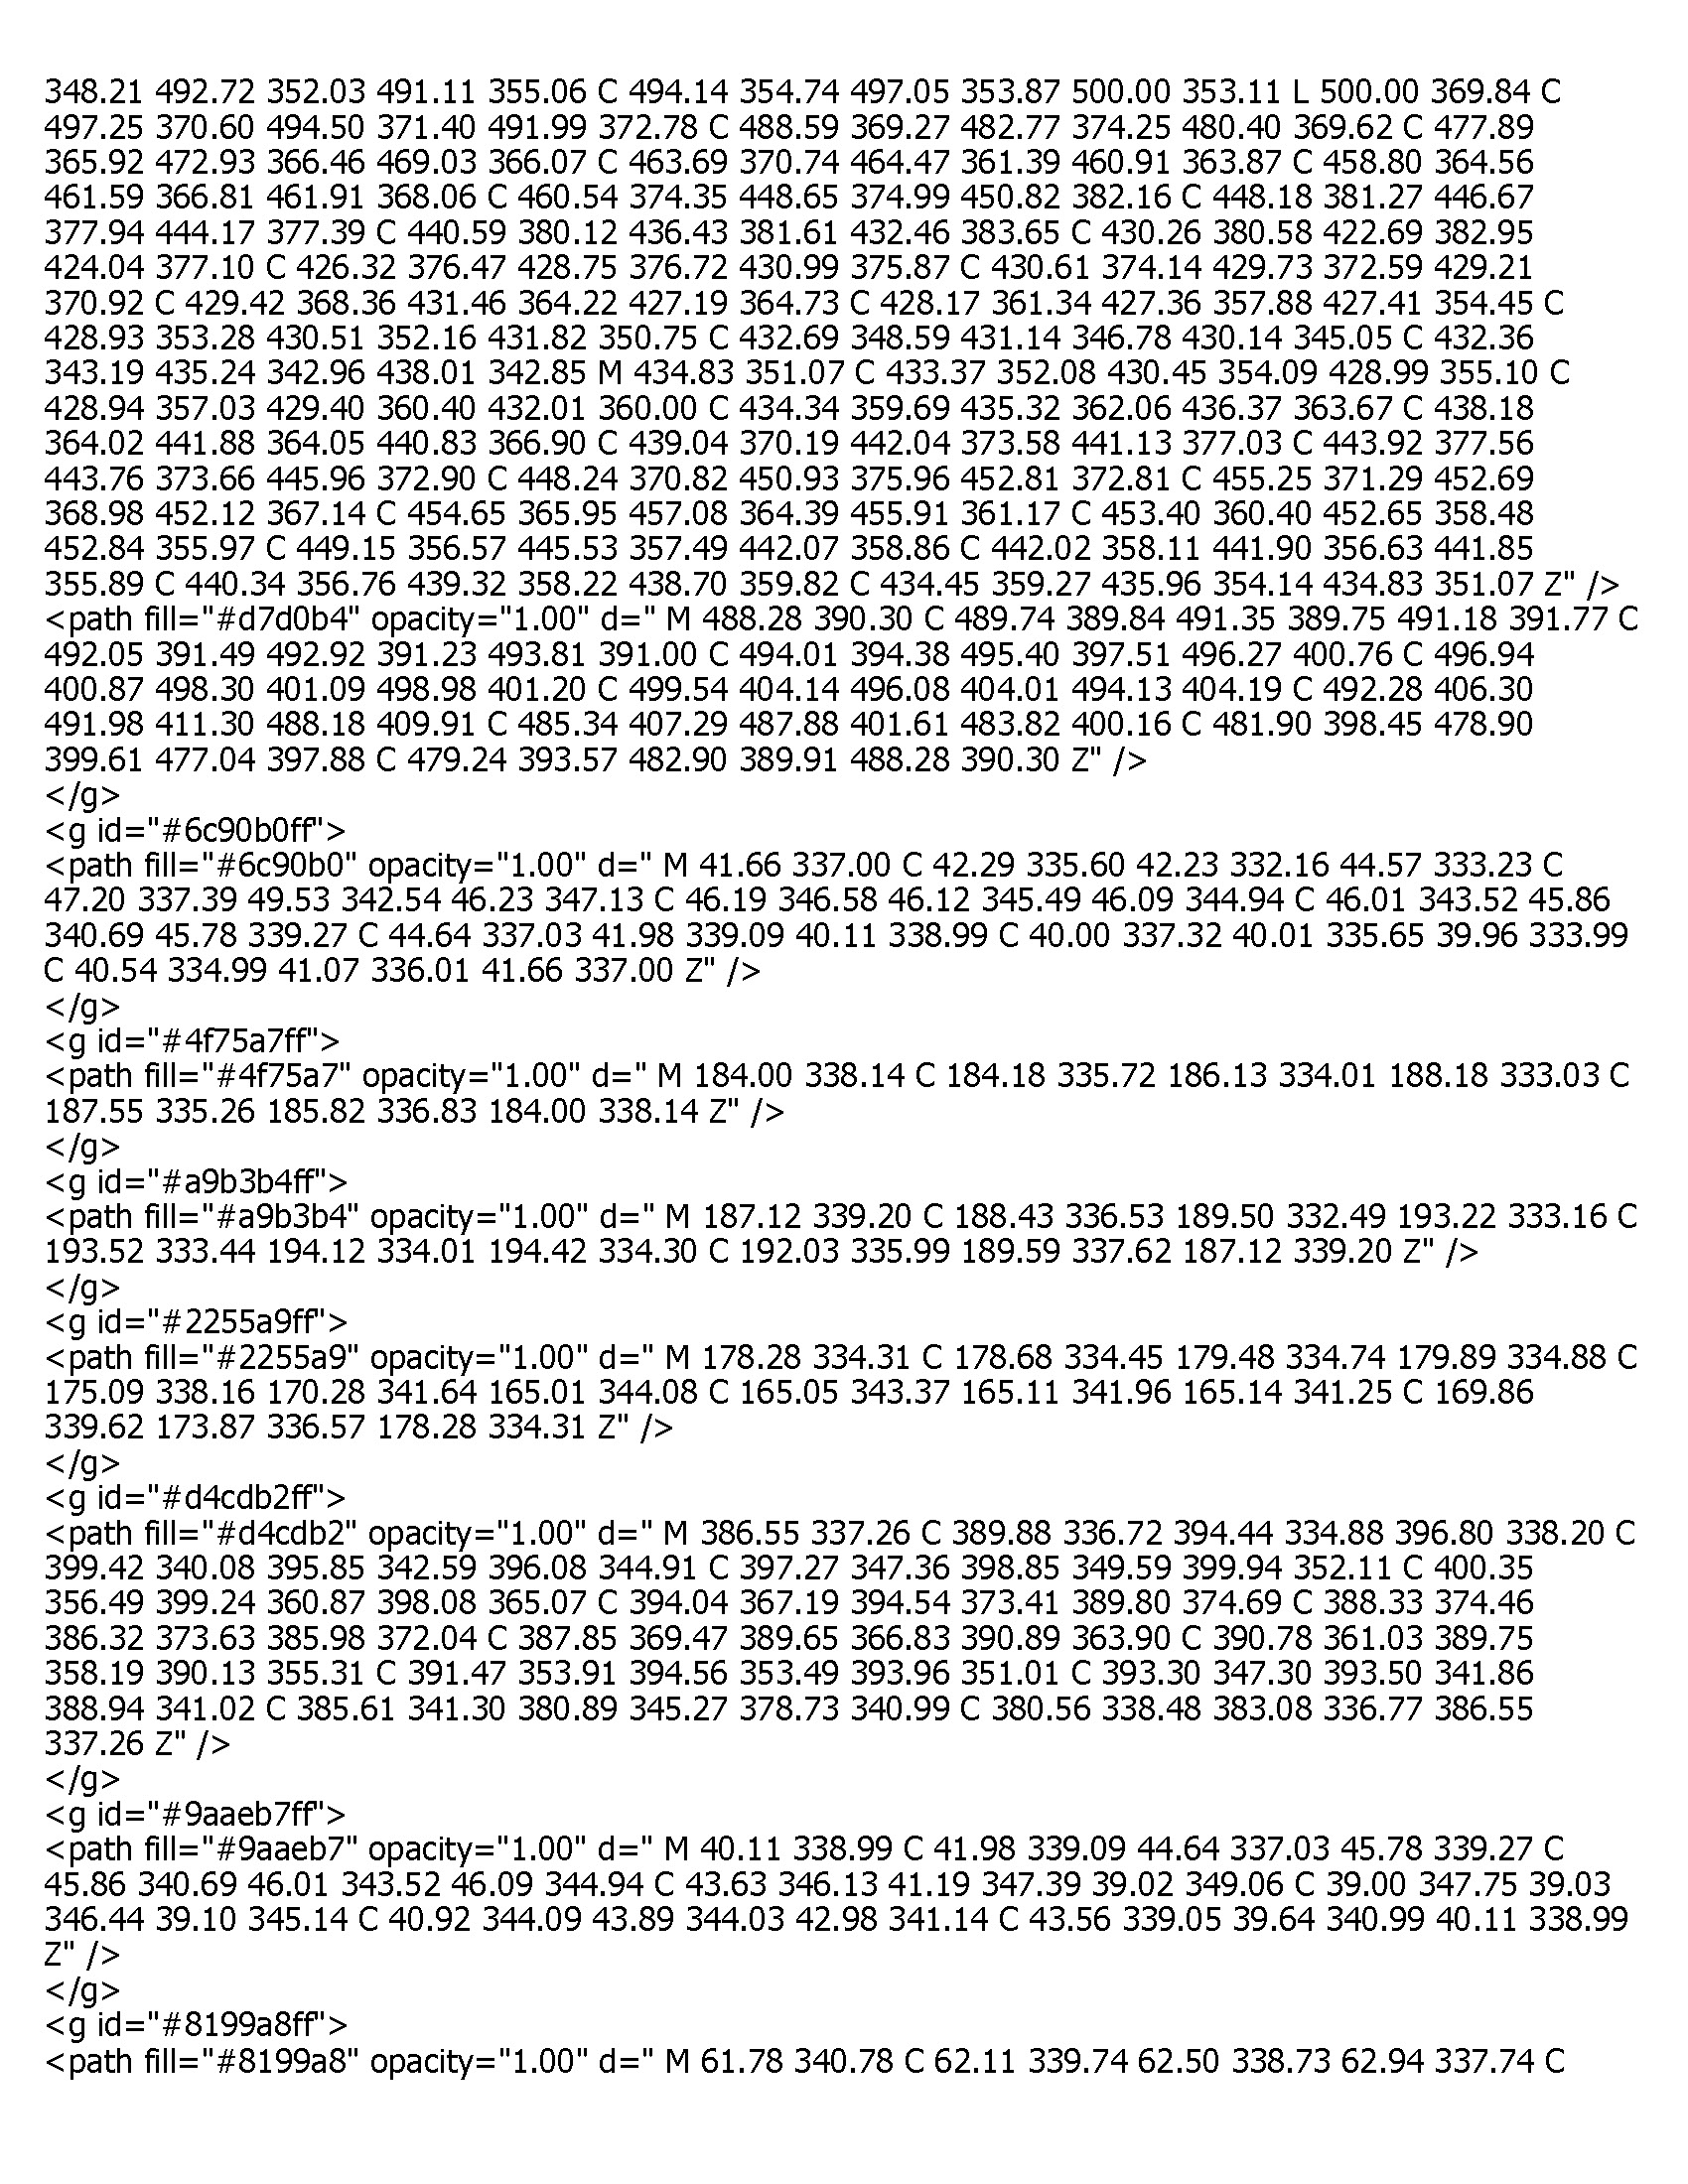 348.21 492.72 352.03 491.11 355.06 C 494.14 354.74 497.05 353.87 500.00 353.11 L 500.00 369.84 C
497.25 370.60 494.50 371.40 491.99 372.78 C 488.59 369.27 482.77 374.25 480.40 369.62 C 477.89
365.92 472.93 366.46 469.03 366.07 C 463.69 370.74 464.47 361.39 460.91 363.87 C 458.80 364.56
461.59 366.81 461.91 368.06 C 460.54 374.35 448.65 374.99 450.82 382.16 C 448.18 381.27 446.67
377.94 444.17 377.39 C 440.59 380.12 436.43 381.61 432.46 383.65 C 430.26 380.58 422.69 382.95
424.04 377.10 C 426.32 376.47 428.75 376.72 430.99 375.87 C 430.61 374.14 429.73 372.59 429.21
370.92 C 429.42 368.36 431.46 364.22 427.19 364.73 C 428.17 361.34 427.36 357.88 427.41 354.45 C
428.93 353.28 430.51 352.16 431.82 350.75 C 432.69 348.59 431.14 346.78 430.14 345.05 C 432.36
343.19 435.24 342.96 438.01 342.85 M 434.83 351.07 C 433.37 352.08 430.45 354.09 428.99 355.10 C
428.94 357.03 429.40 360.40 432.01 360.00 C 434.34 359.69 435.32 362.06 436.37 363.67 C 438.18
364.02 441.88 364.05 440.83 366.90 C 439.04 370.19 442.04 373.58 441.13 377.03 C 443.92 377.56
443.76 373.66 445.96 372.90 C 448.24 370.82 450.93 375.96 452.81 372.81 C 455.25 371.29 452.69
368.98 452.12 367.14 C 454.65 365.95 457.08 364.39 455.91 361.17 C 453.40 360.40 452.65 358.48
452.84 355.97 C 449.15 356.57 445.53 357.49 442.07 358.86 C 442.02 358.11 441.90 356.63 441.85
355.89 C 440.34 356.76 439.32 358.22 438.70 359.82 C 434.45 359.27 435.96 354.14 434.83 351.07 Z" />
<path fill="#d7d0b4" opacity="1.00" d=" M 488.28 390.30 C 489.74 389.84 491.35 389.75 491.18 391.77 C
492.05 391.49 492.92 391.23 493.81 391.00 C 494.01 394.38 495.40 397.51 496.27 400.76 C 496.94
400.87 498.30 401.09 498.98 401.20 C 499.54 404.14 496.08 404.01 494.13 404.19 C 492.28 406.30
491.98 411.30 488.18 409.91 C 485.34 407.29 487.88 401.61 483.82 400.16 C 481.90 398.45 478.90
399.61 477.04 397.88 C 479.24 393.57 482.90 389.91 488.28 390.30 Z" />
</g>
<g id="#6c90b0ff">
<path fill="#6c90b0" opacity="1.00" d=" M 41.66 337.00 C 42.29 335.60 42.23 332.16 44.57 333.23 C
47.20 337.39 49.53 342.54 46.23 347.13 C 46.19 346.58 46.12 345.49 46.09 344.94 C 46.01 343.52 45.86
340.69 45.78 339.27 C 44.64 337.03 41.98 339.09 40.11 338.99 C 40.00 337.32 40.01 335.65 39.96 333.99
C 40.54 334.99 41.07 336.01 41.66 337.00 Z" />
</g>
<g id="#4f75a7ff">
<path fill="#4f75a7" opacity="1.00" d=" M 184.00 338.14 C 184.18 335.72 186.13 334.01 188.18 333.03 C
187.55 335.26 185.82 336.83 184.00 338.14 Z" />
</g>
<g id="#a9b3b4ff">
<path fill="#a9b3b4" opacity="1.00" d=" M 187.12 339.20 C 188.43 336.53 189.50 332.49 193.22 333.16 C
193.52 333.44 194.12 334.01 194.42 334.30 C 192.03 335.99 189.59 337.62 187.12 339.20 Z" />
</g>
<g id="#2255a9ff">
<path fill="#2255a9" opacity="1.00" d=" M 178.28 334.31 C 178.68 334.45 179.48 334.74 179.89 334.88 C
175.09 338.16 170.28 341.64 165.01 344.08 C 165.05 343.37 165.11 341.96 165.14 341.25 C 169.86
339.62 173.87 336.57 178.28 334.31 Z" />
</g>
<g id="#d4cdb2ff">
<path fill="#d4cdb2" opacity="1.00" d=" M 386.55 337.26 C 389.88 336.72 394.44 334.88 396.80 338.20 C
399.42 340.08 395.85 342.59 396.08 344.91 C 397.27 347.36 398.85 349.59 399.94 352.11 C 400.35
356.49 399.24 360.87 398.08 365.07 C 394.04 367.19 394.54 373.41 389.80 374.69 C 388.33 374.46
386.32 373.63 385.98 372.04 C 387.85 369.47 389.65 366.83 390.89 363.90 C 390.78 361.03 389.75
358.19 390.13 355.31 C 391.47 353.91 394.56 353.49 393.96 351.01 C 393.30 347.30 393.50 341.86
388.94 341.02 C 385.61 341.30 380.89 345.27 378.73 340.99 C 380.56 338.48 383.08 336.77 386.55
337.26 Z" />
</g>
<g id="#9aaeb7ff">
<path fill="#9aaeb7" opacity="1.00" d=" M 40.11 338.99 C 41.98 339.09 44.64 337.03 45.78 339.27 C
45.86 340.69 46.01 343.52 46.09 344.94 C 43.63 346.13 41.19 347.39 39.02 349.06 C 39.00 347.75 39.03
346.44 39.10 345.14 C 40.92 344.09 43.89 344.03 42.98 341.14 C 43.56 339.05 39.64 340.99 40.11 338.99
Z" />
</g>
<g id="#8199a8ff">
<path fill="#8199a8" opacity="1.00" d=" M 61.78 340.78 C 62.11 339.74 62.50 338.73 62.94 337.74 C